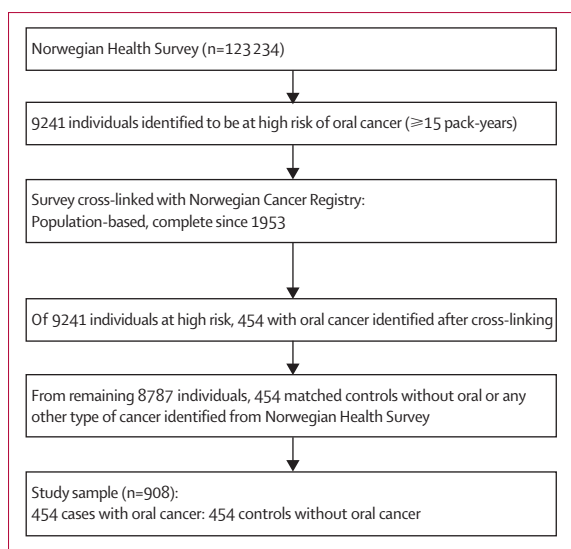 Norwegian Health Survey (n=123 234)
9241 individuals identified to be at high risk of oral cancer (≥15 pack-years)
Survey cross-linked with Norwegian Cancer Registry:
Population-based, complete since 1953
Of 9241 individuals at high risk, 454 with oral cancer identified after cross-linking
From remaining 8787 individuals, 454 matched controls without oral or any
other type of cancer identified from Norwegian Health Survey
Study sample (n=908):
454 cases with oral cancer: 454 controls without oral cancer